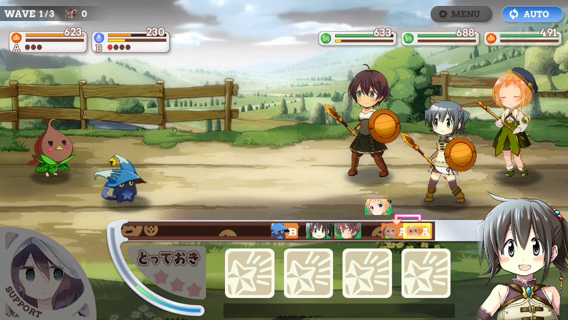 WAVE 1/3 0
MENU
AUTO
623
A
230
B
633
688
491
B
A
A
とっておき
SUPPORT